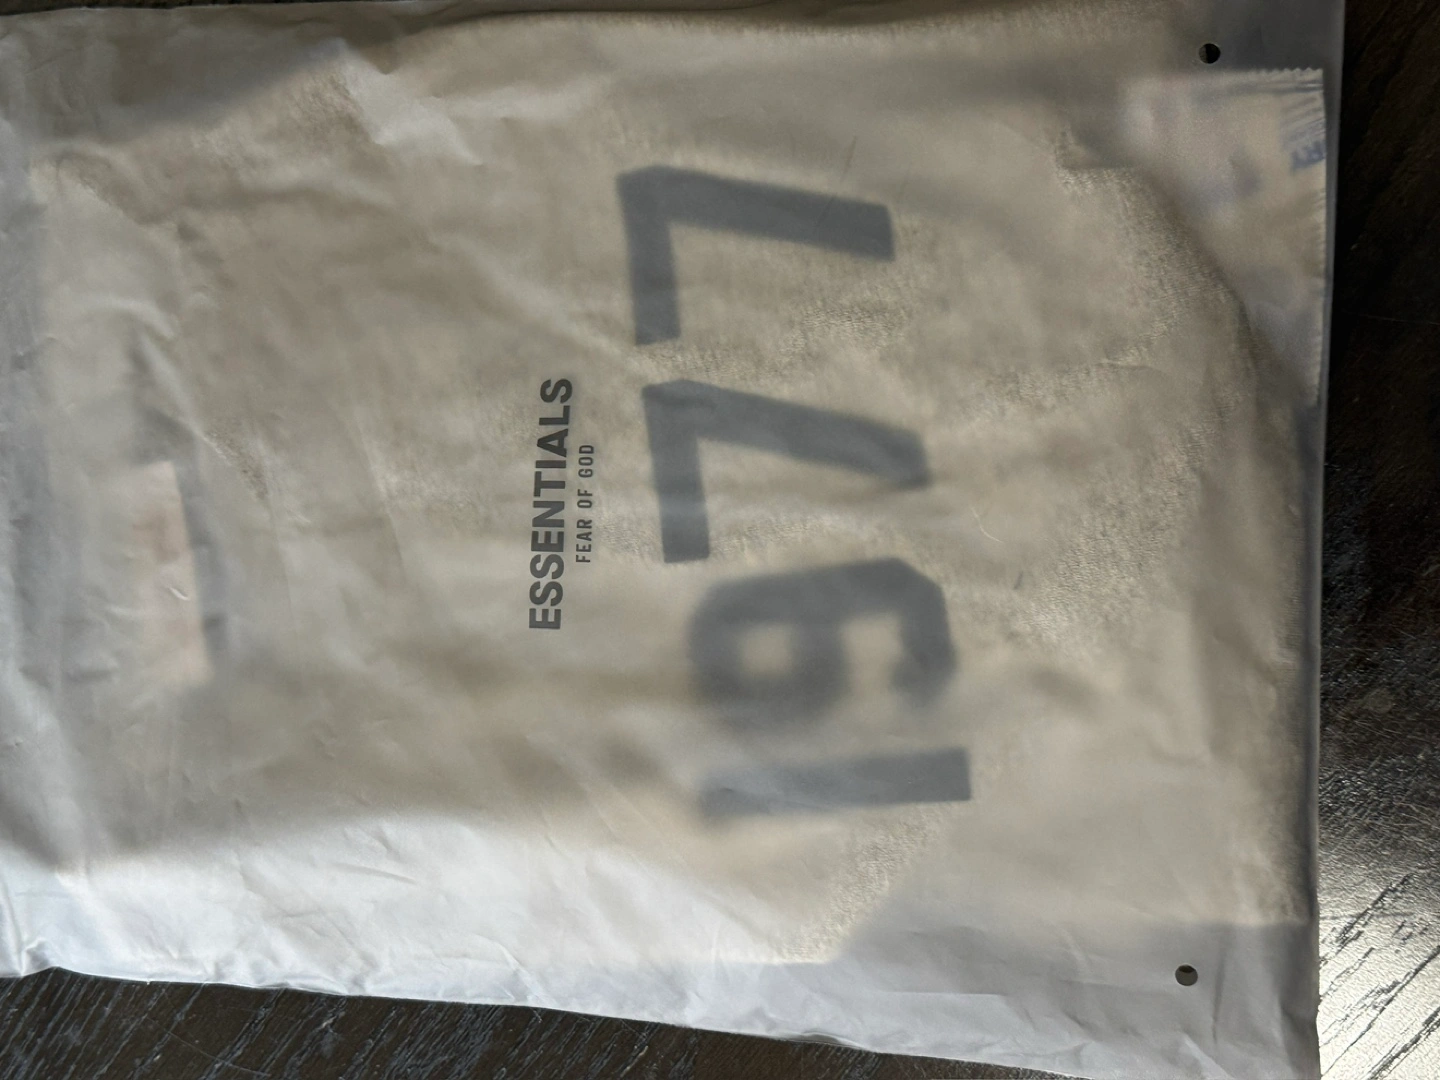 ESSENTIALS
FEAR OF GOD
1977